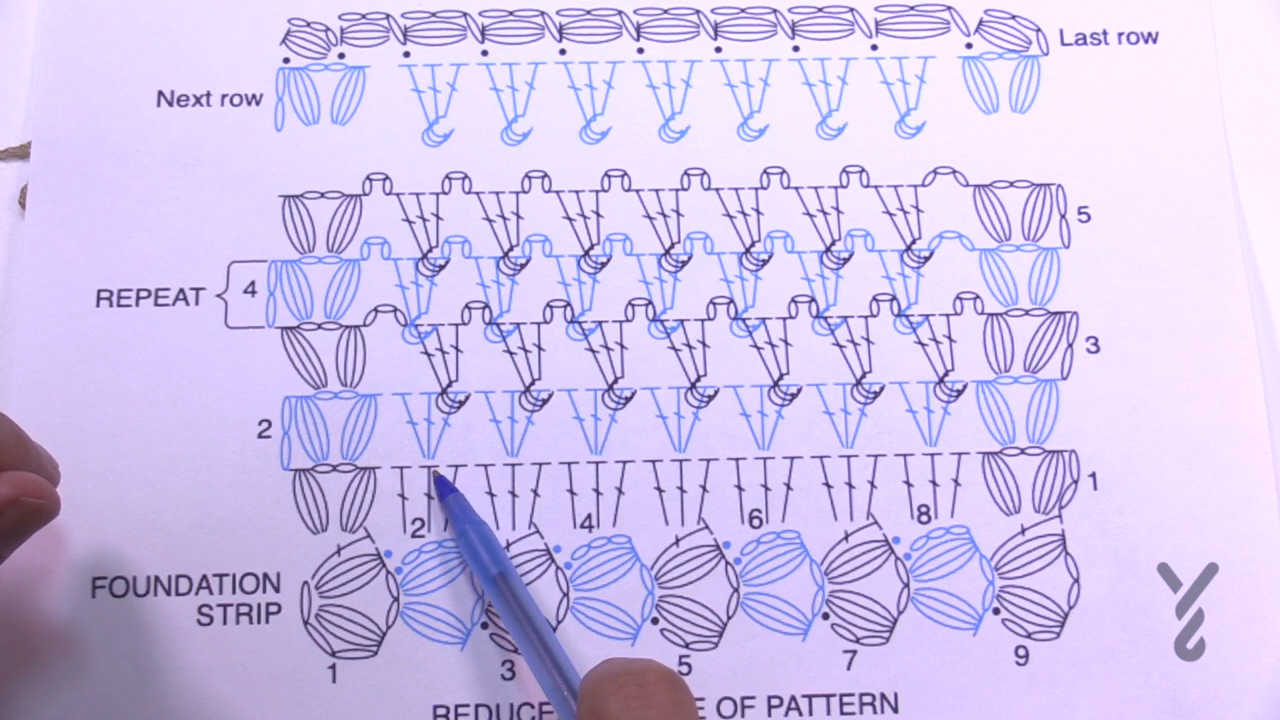 Last row
Next row
5
REPEAT
4
3
2
1
2
4
6
8
FOUNDATION
STRIP
1
3
5
7
9
REDUCE
E OF PATTERN